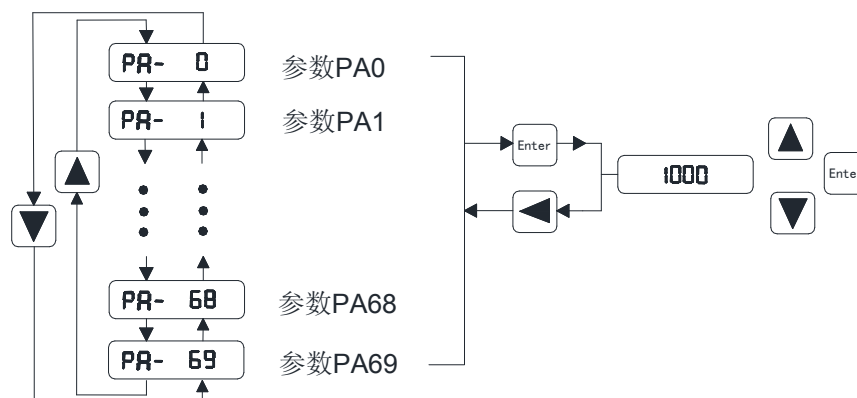 PA- 0 参数PA0
PA- 1 参数PA1
Enter
1000
Enter
PA- 68 参数PA68
PA- 69 参数PA69